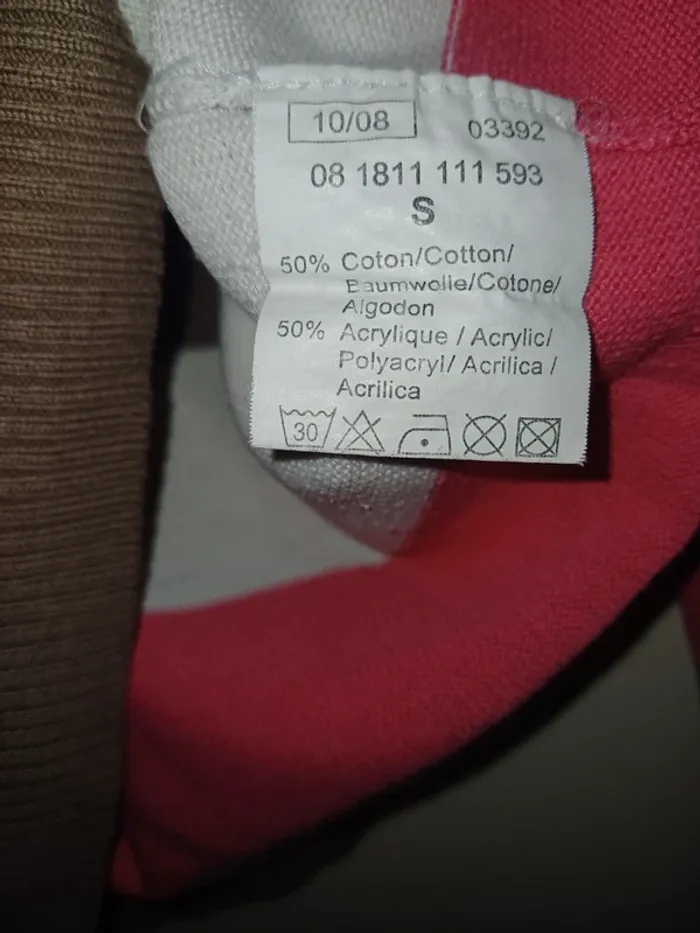 10/08 03392
08 1811 111 593
S
50% Coton/Cotton/
Baumwolle/Cotone/
Algodon
50% Acrylique / Acrylic/
Polyacryl/ Acrilica /
Acrilica
30